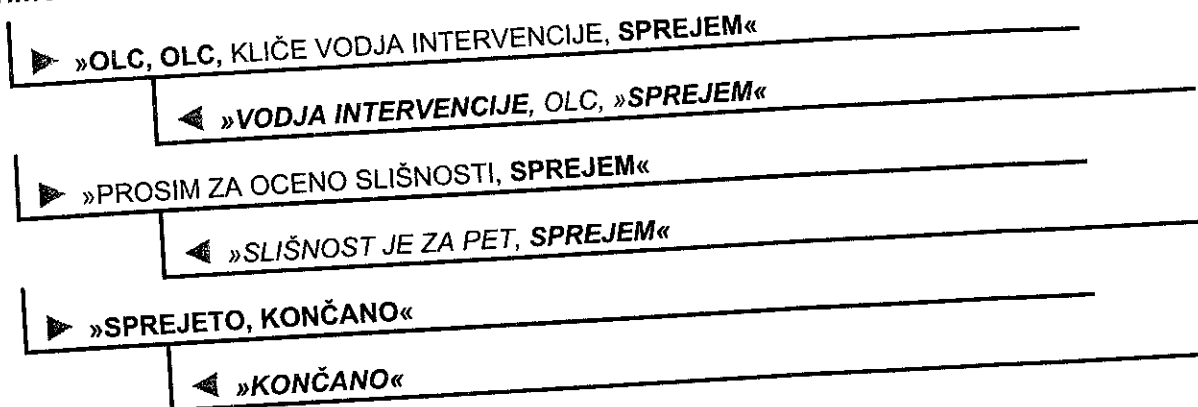 »OLC, OLC, KLIČE VODJA INTERVENCIJE, SPREJEM«
»VODJA INTERVENCIJE, OLC, »SPREJEM«
»PROSIM ZA OCENO SLIŠNOSTI, SPREJEM«
»SLIŠNOST JE ZA PET, SPREJEM«
»SPREJETO, KONČANO«
»KONČANO«